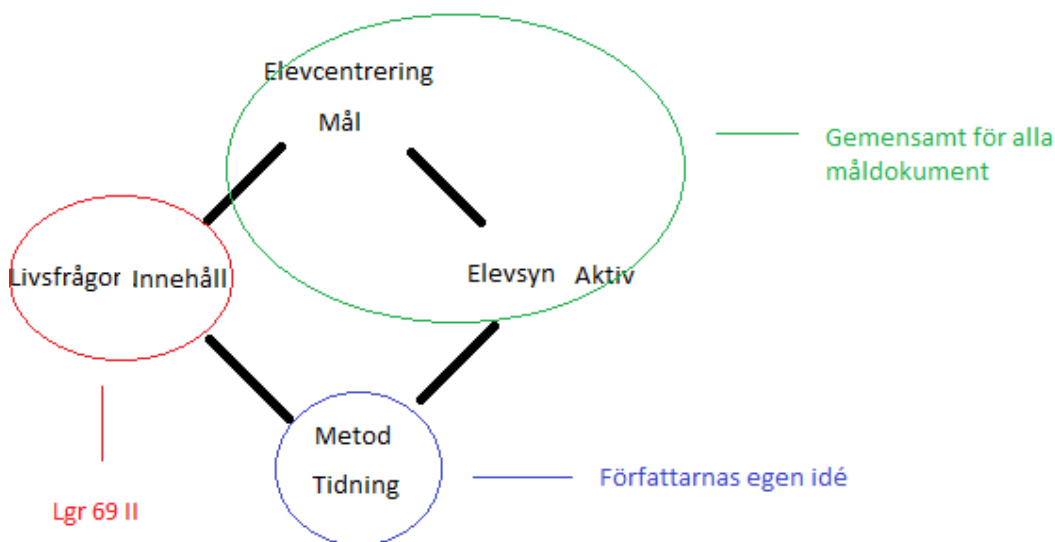 Elevcentrering
Mål
Gemensamt för alla
måldokument
Livsfrågor Innehåll
Elevsyn Aktiv
Metod
Tidning
Författarnas egen idé
Lgr 69 II